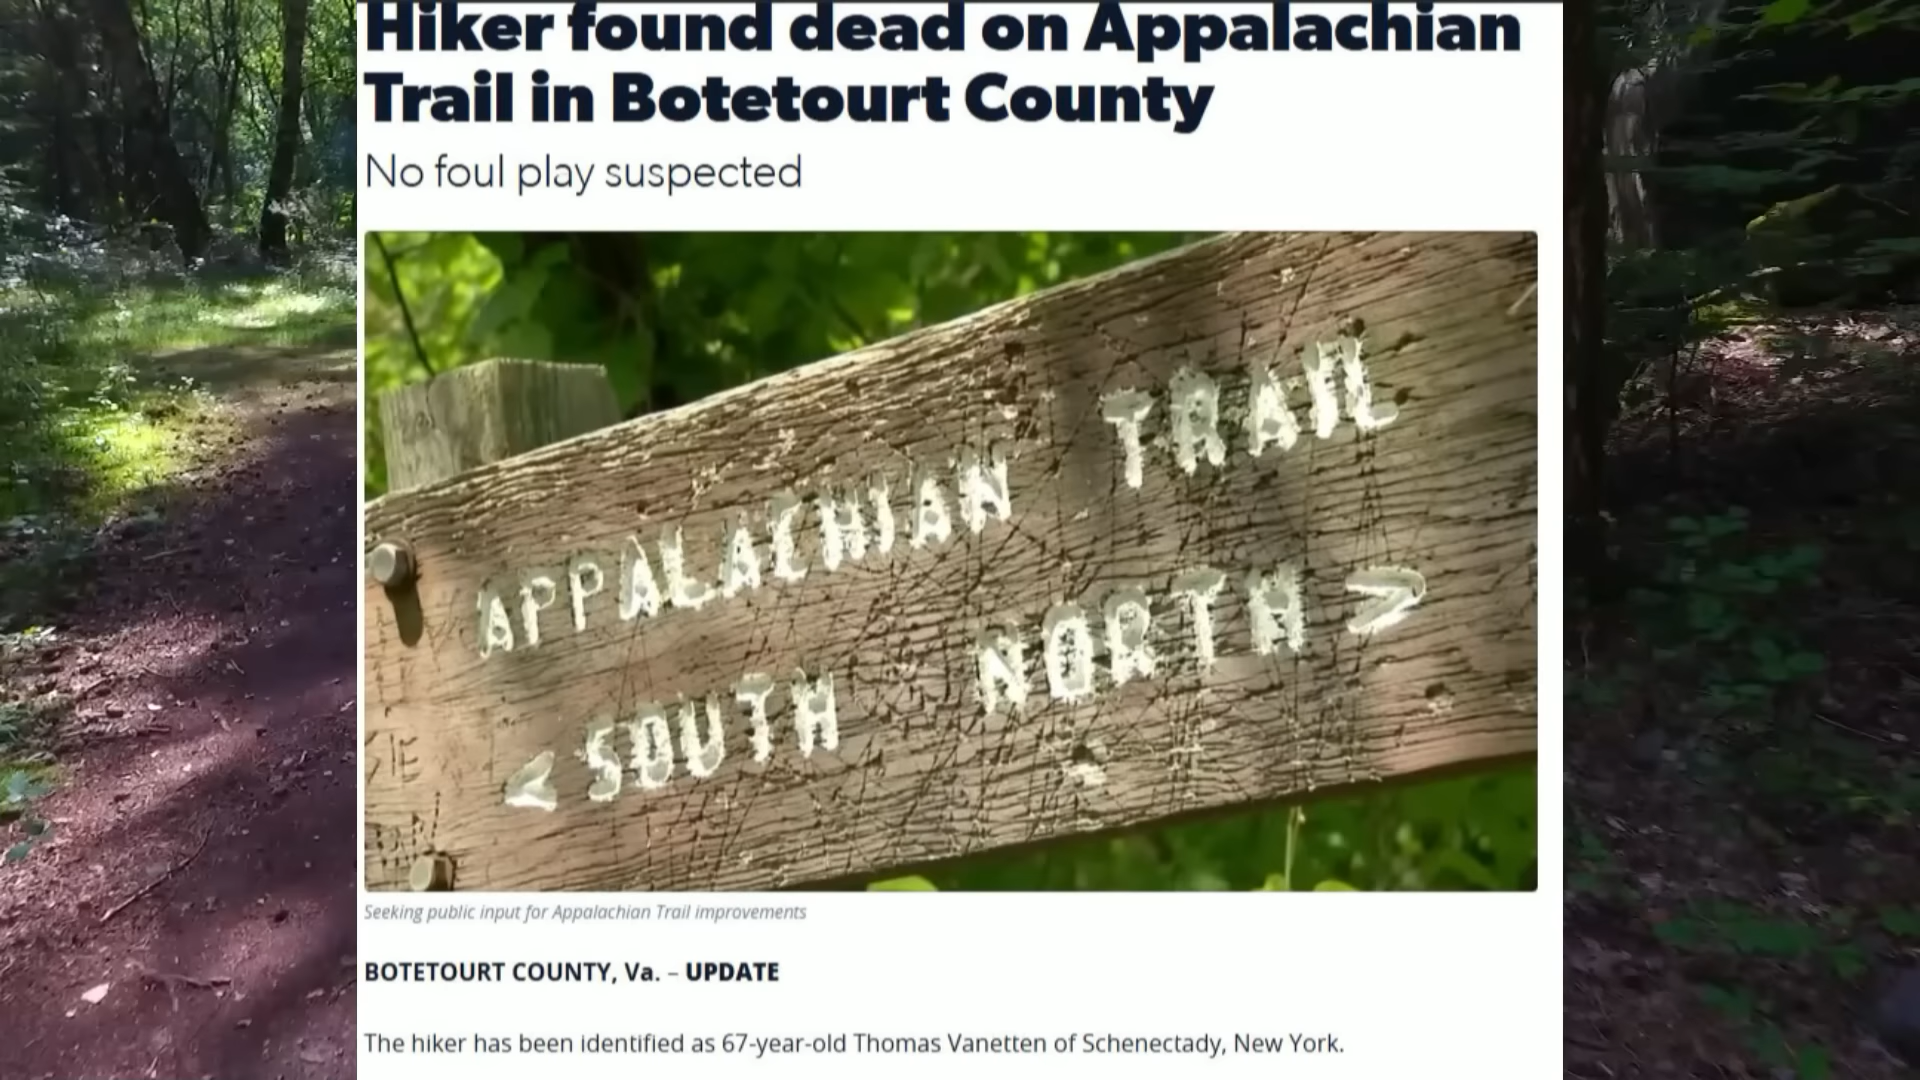 Hiker found dead on Appalachian
Trail in Botetourt County
No foul play suspected
APPALACHIAN TRAIL
< SOUTH NORTH >
Seeking public input for Appalachian Trail improvements
BOTETOURT COUNTY, Va. – UPDATE
The hiker has been identified as 67-year-old Thomas Vanetten of Schenectady, New York.